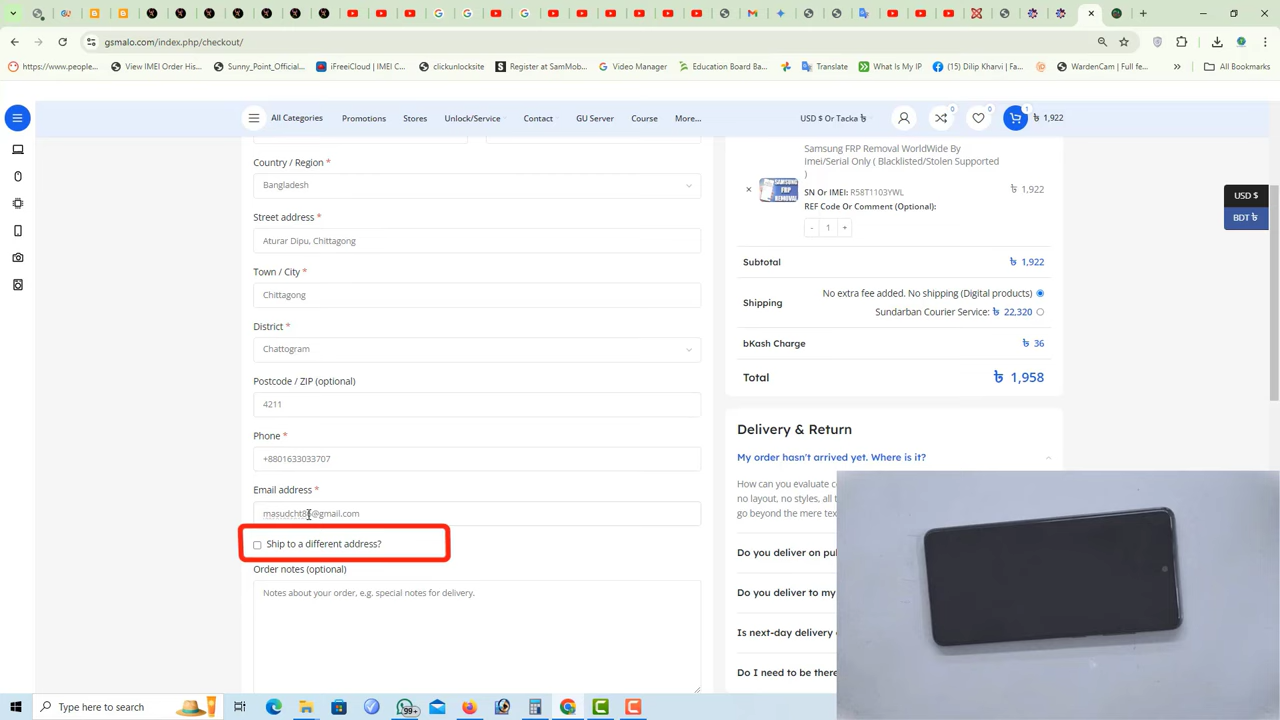 gsmalo.com/index.php/checkout/
https://www.people...
View IMEI Order His...
Sunny_Point_Official...
iFreeiCloud | IMEI C...
clickunlocksite
Register at SamMob...
Video Manager
Education Board Ba...
Translate
What Is My IP
(15) Dilip Kharvi | Fa...
WardenCam | Full fe...
»
All Bookmarks
All Categories
Promotions
Stores
Unlock/Service
Contact
GU Server
Course
More...
USD $ Or Tacka ৳
0
0
1
৳ 1,922
Country / Region *
Bangladesh
Street address *
Aturar Dipu, Chittagong
Town / City *
Chittagong
District *
Chattogram
Postcode / ZIP (optional)
4211
Phone *
+8801633033707
Email address *
Ship to a different address?
Order notes (optional)
Notes about your order, e.g. special notes for delivery.
Samsung FRP Removal WorldWide By
Imei/Serial Only ( Blacklisted/Stolen Supported
)
× SAMSUNG FRP REMOVAL
SN Or IMEI: R58T1103YWL
৳ 1,922
REF Code Or Comment (Optional):
- 1 +
Subtotal ৳ 1,922
Shipping
No extra fee added. No shipping (Digital products)
Sundarban Courier Service: ৳ 22,320
bKash Charge ৳ 36
Total ৳ 1,958
USD $
BDT ৳
Delivery & Return
My order hasn't arrived yet. Where is it?
How can you evaluate co
no layout, no styles, all t
go beyond the mere tex
Do you deliver on pul
Do you deliver to my
Is next-day delivery
Do I need to be there
Type here to search
99+